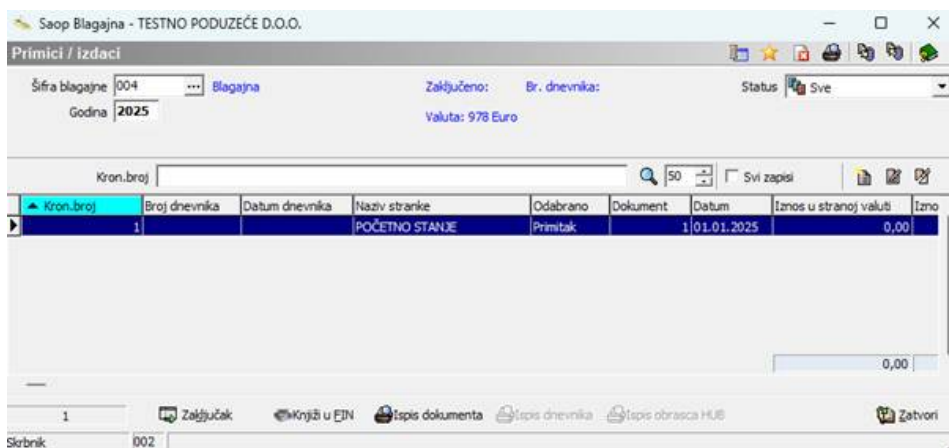 Saop Blagajna - TESTNO PODUZEĆE D.O.O.
Primici / izdaci
Šifra blagajne 004 ... Blagajna Zaključeno: Br. dnevnika: Status Sve
Godina 2025 Valuta: 978 Euro
Kron.broj 50 Svi zapisi
Kron.broj Broj dnevnika Datum dnevnika Naziv stranke Odabrano Dokument Datum Iznos u stranoj valuti Izno
1 POČETNO STANJE Primitak 1 01.01.2025 0,00
0,00
1 Zaključak Knjiži u FIN Ispis dokumenta Ispis dnevnika Ispis obrasca HUB Zatvori
Skrbnik 002